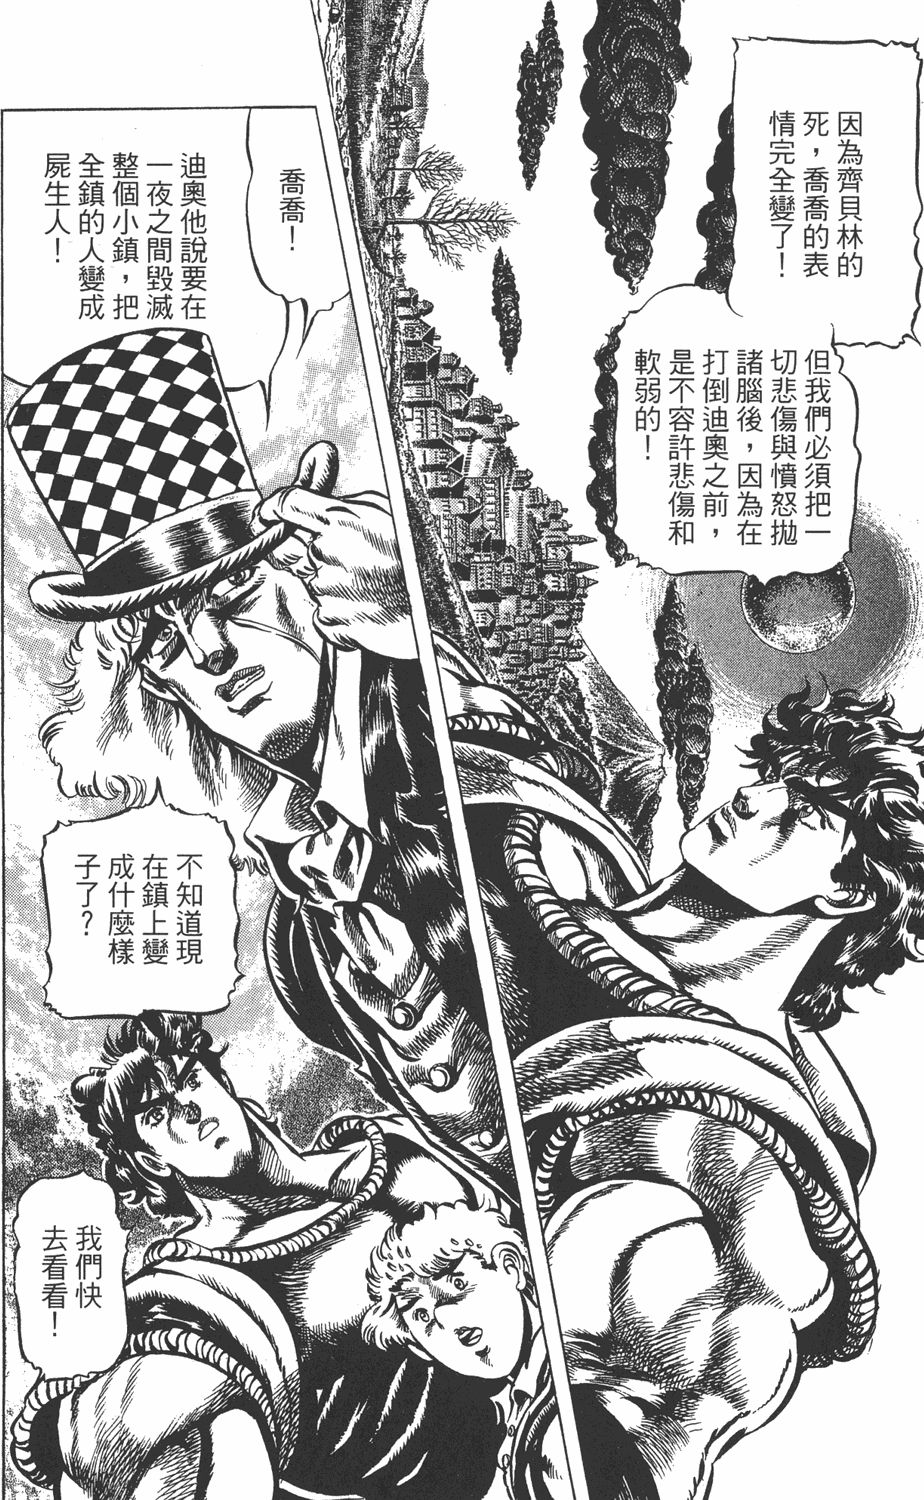 因為齊貝林的
死，喬喬的表
情完全變了！
但我們必須把一
切悲傷與憤怒拋
諸腦後，因為在
打倒迪奧之前，
是不容許悲傷和
軟弱的！
喬喬！
迪奧他說要在
一夜之間毀滅
整個小鎮，把
全鎮的人變成
屍生人！
不知道現
在鎮上變
成什麼樣
子了？
我們快
去看看！